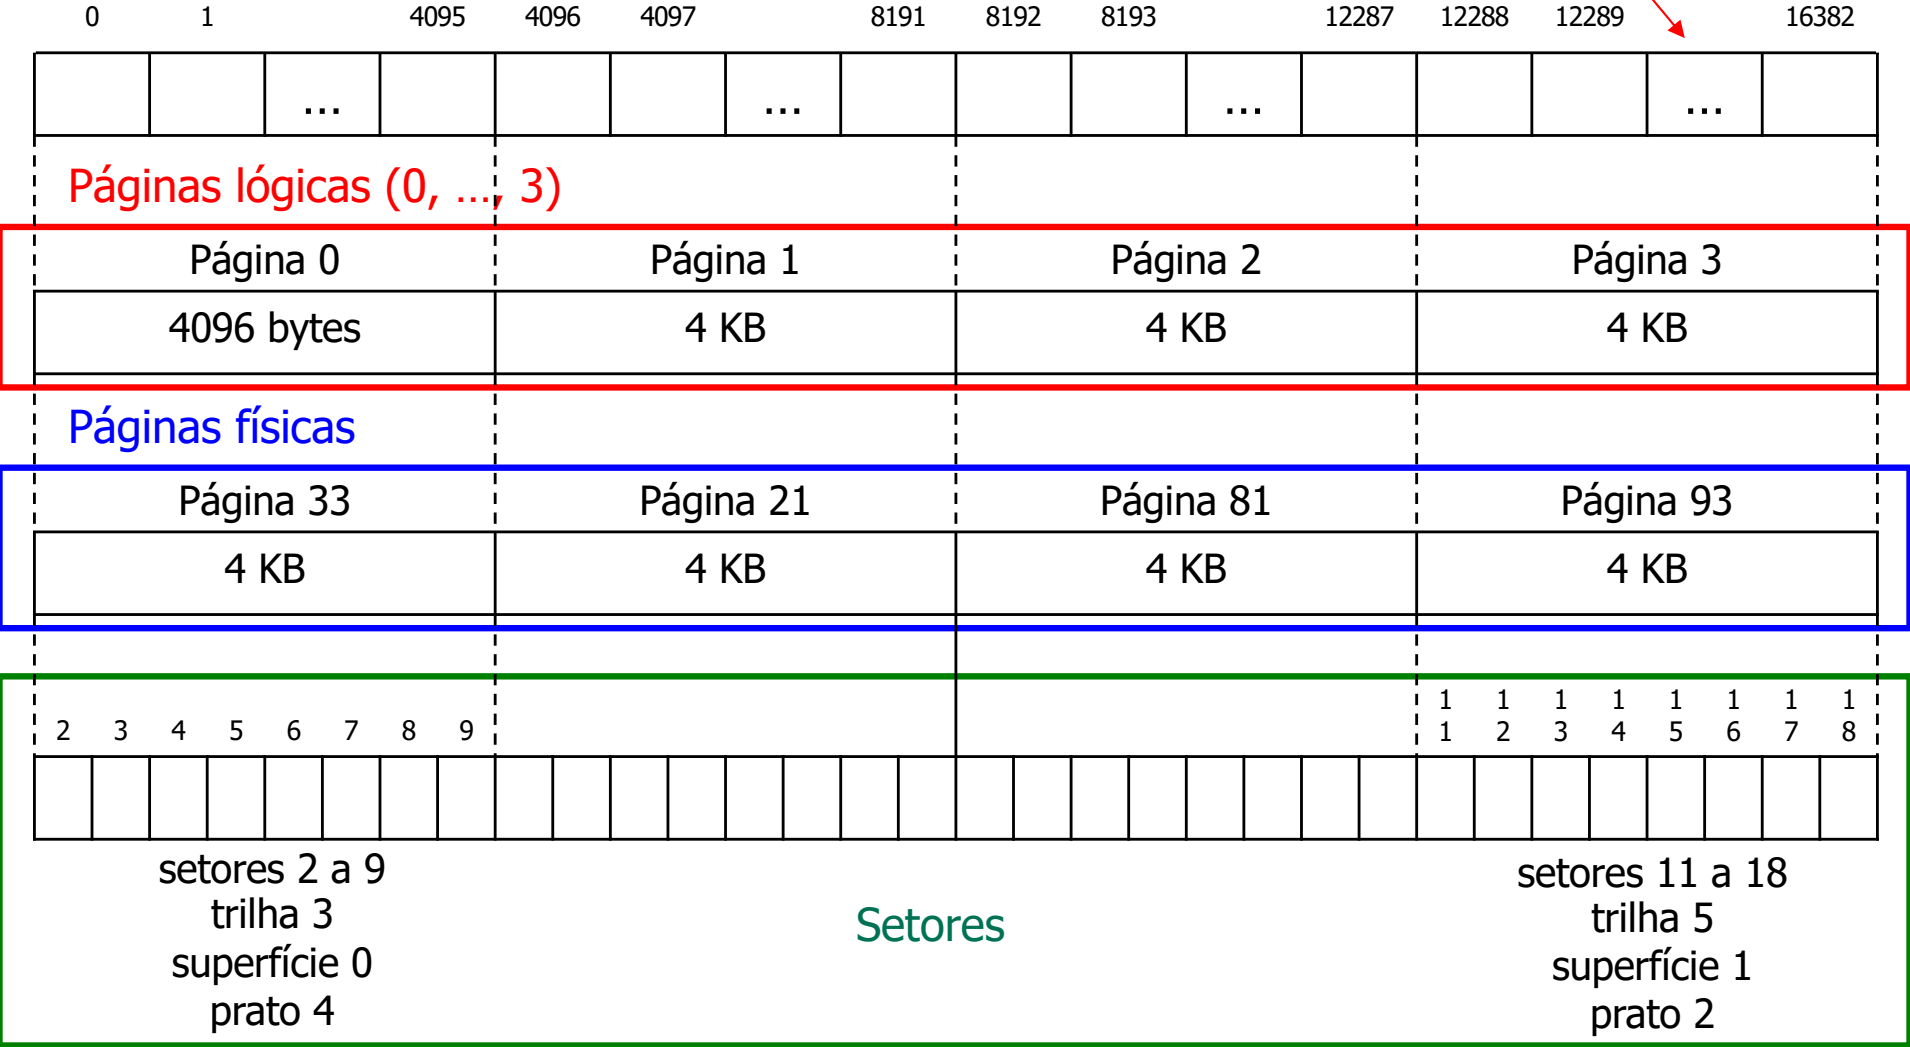 0 1 4095 4096 4097 8191 8192 8193 12287 12288 12289 16382
... ... ... ...
Páginas lógicas (0, ..., 3)
Página 0 Página 1 Página 2 Página 3
4096 bytes 4 KB 4 KB 4 KB
Páginas físicas
Página 33 Página 21 Página 81 Página 93
4 KB 4 KB 4 KB 4 KB
2 3 4 5 6 7 8 9 11 12 13 14 15 16 17 18
setores 2 a 9
trilha 3
superfície 0
prato 4
Setores
setores 11 a 18
trilha 5
superfície 1
prato 2